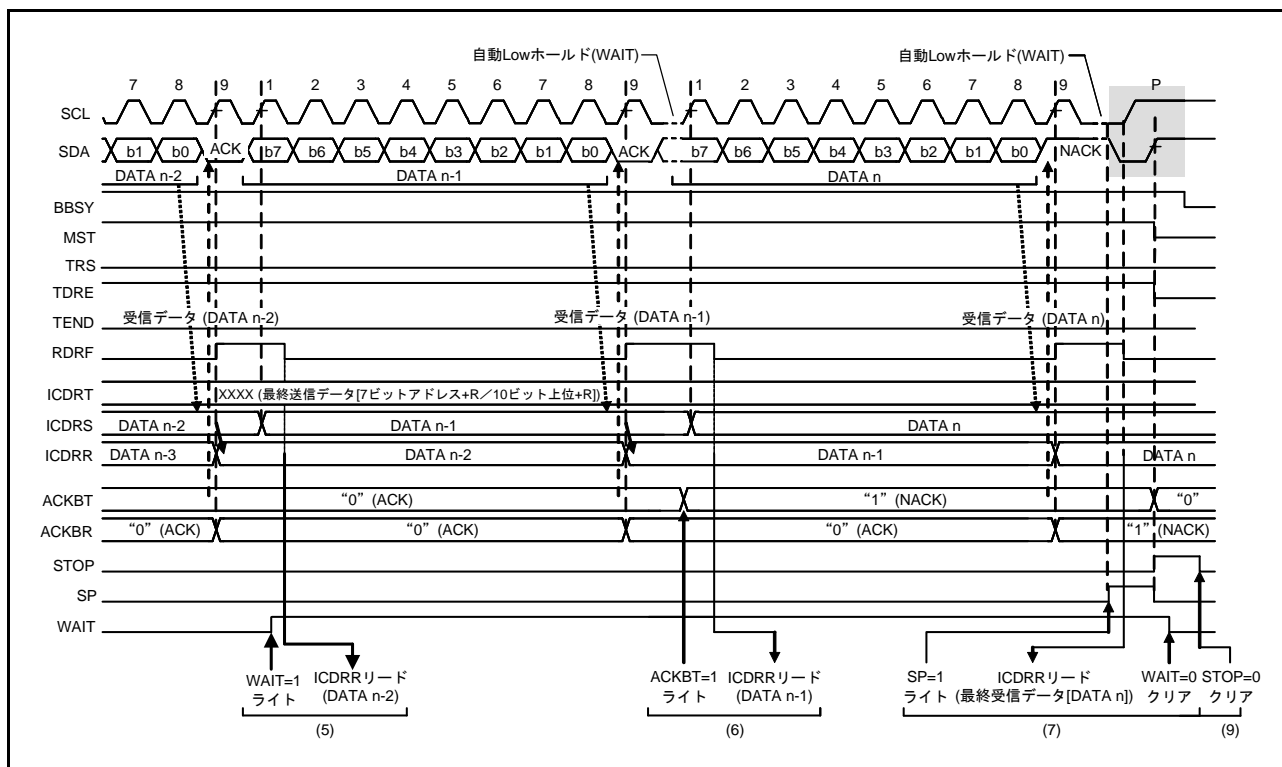 自動Lowホールド(WAIT) 自動Lowホールド(WAIT)
7 8 9 1 2 3 4 5 6 7 8 9 1 2 3 4 5 6 7 8 9 P
SCL
SDA b1 b0 ACK b7 b6 b5 b4 b3 b2 b1 b0 ACK b7 b6 b5 b4 b3 b2 b1 b0 NACK
DATA n-2 DATA n-1 DATA n
BBSY
MST
TRS
TDRE
受信データ (DATA n-2) 受信データ (DATA n-1) 受信データ (DATA n)
TEND
RDRF
ICDRT XXXX (最終送信データ[7ビットアドレス+R/10ビット上位+R])
ICDRS DATA n-2 DATA n-1 DATA n
ICDRR DATA n-3 DATA n-2 DATA n-1 DATA n
ACKBT “0” (ACK) “1” (NACK) “0”
ACKBR “0” (ACK) “0” (ACK) “0” (ACK) “1” (NACK)
STOP
SP
WAIT
WAIT=1 ICDRRリード ACKBT=1 ICDRRリード SP=1 ICDRRリード WAIT=0 STOP=0
ライト (DATA n-2) ライト (DATA n-1) ライト (最終受信データ[DATA n]) クリア クリア
(5) (6) (7) (9)